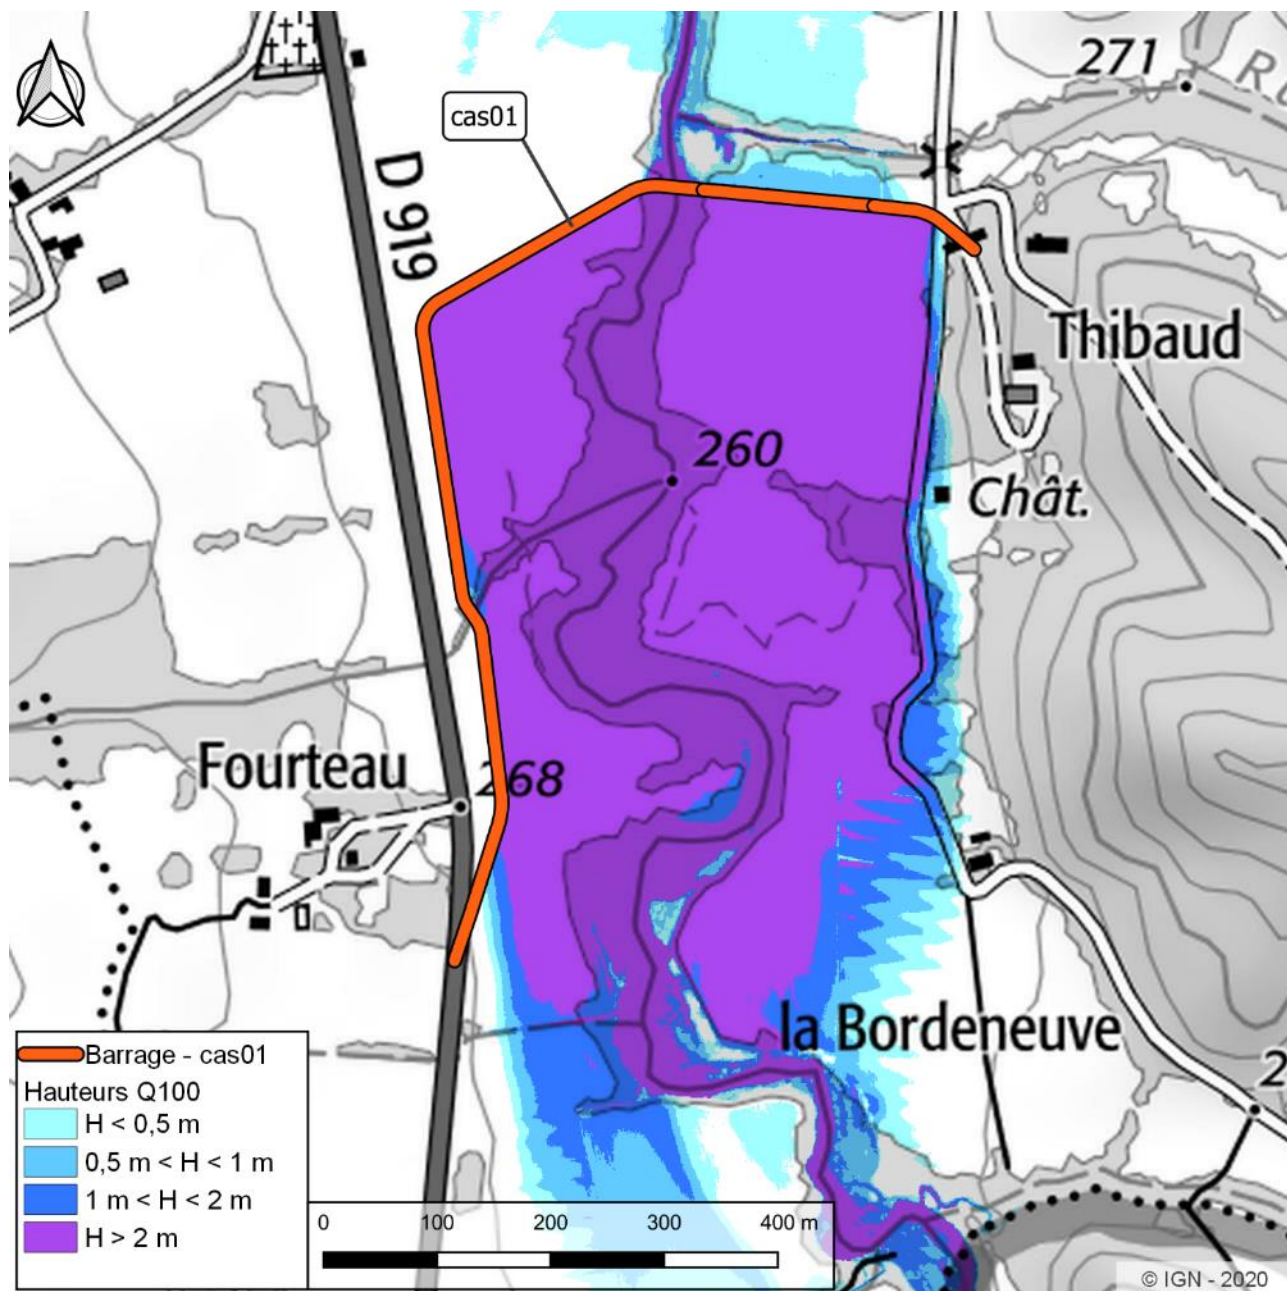 271
R
cas01
D 919
Thibaud
260
Chât.
Fourteau
268
la Bordeneuve
2
Barrage - cas01
Hauteurs Q100
H < 0,5 m
0,5 m < H < 1 m
1 m < H < 2 m
H > 2 m
0 100 200 300 400 m
© IGN - 2020